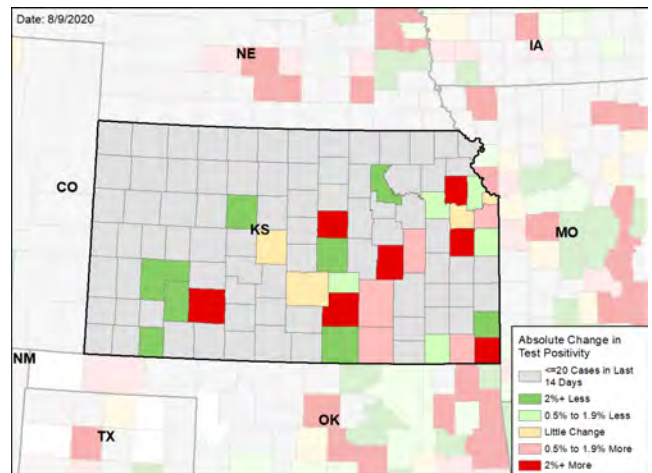 Date: 8/9/2020
NE
IA
CO
KS
MO
NM
OK
TX
Absolute Change in
Test Positivity
<=20 Cases in Last
14 Days
2%+ Less
0.5% to 1.9% Less
Little Change
0.5% to 1.9% More
2%+ More